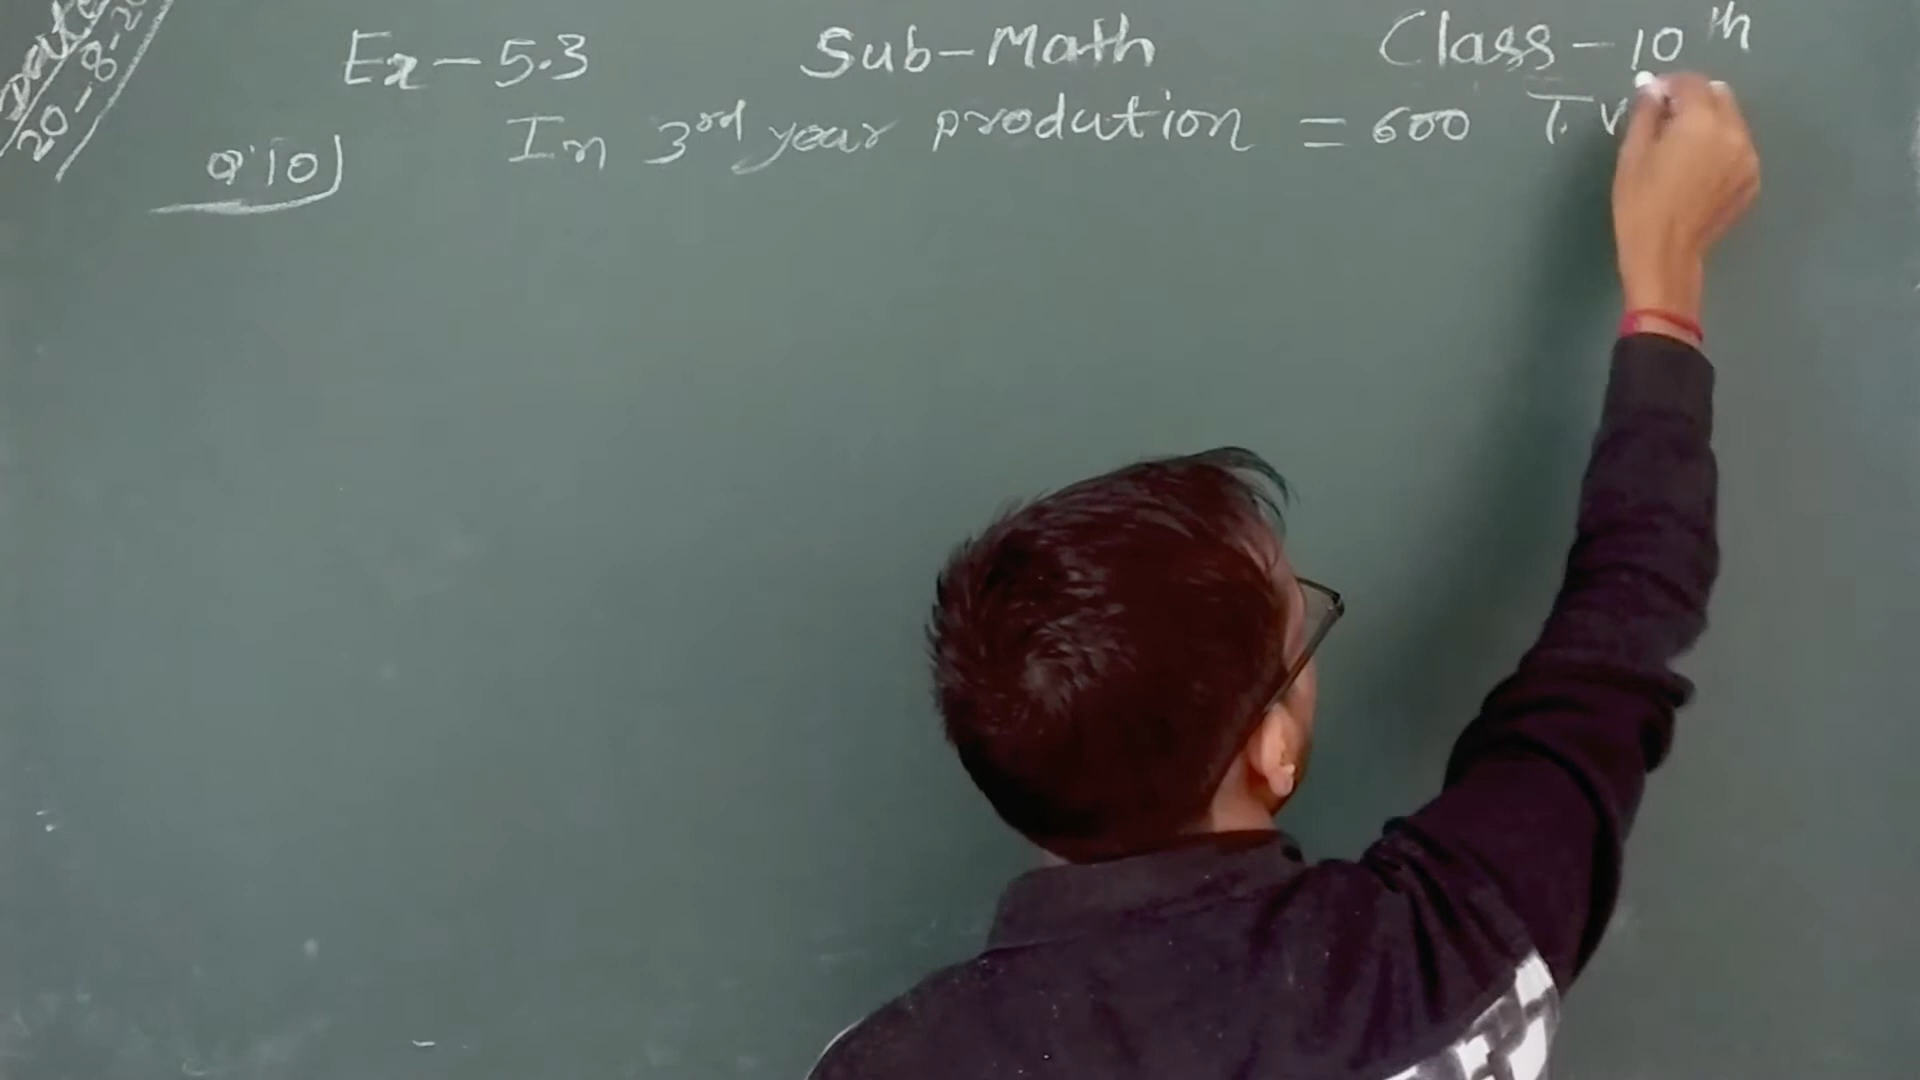 Date
20-8-20
Ex-5.3 Sub-Math Class-10th
Q.10) In 3rd year prodution = 600 T.V